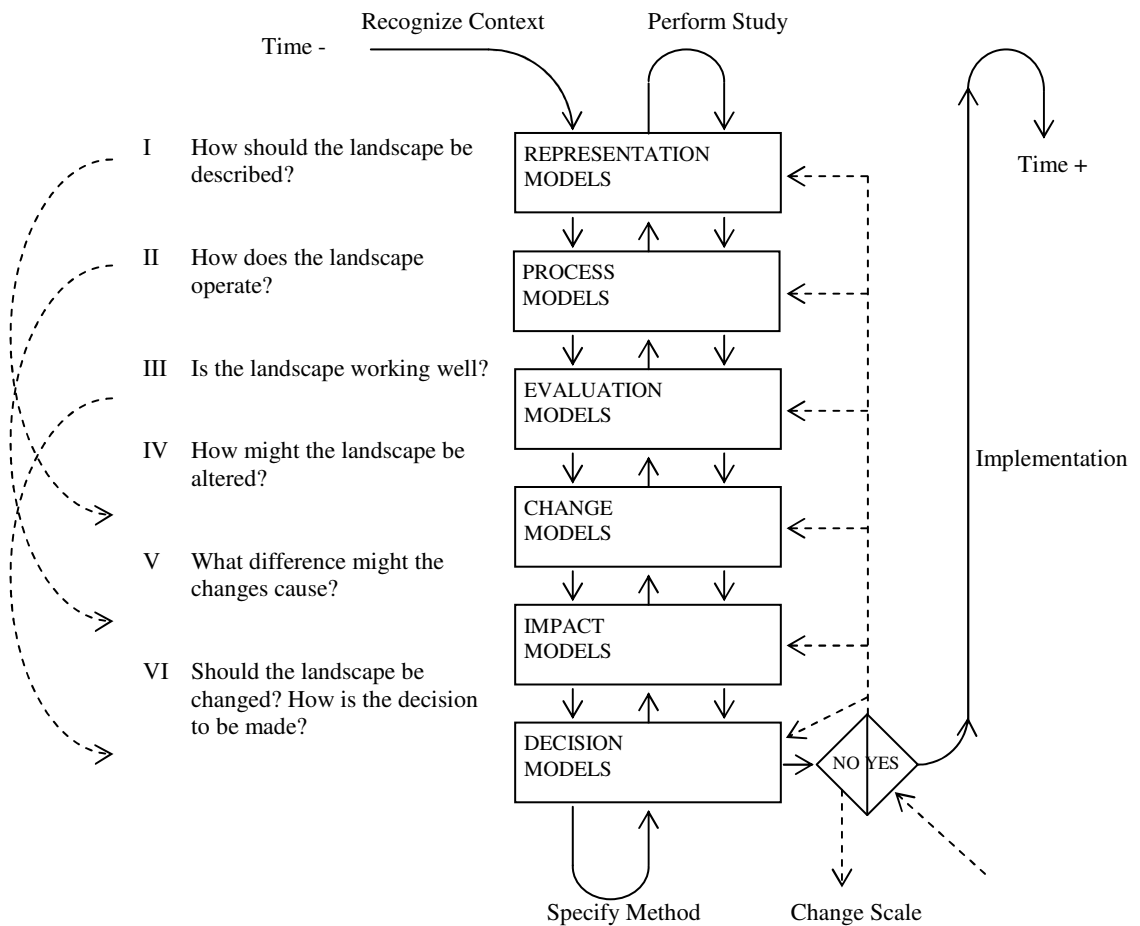 Recognize Context
Perform Study
Time -
I How should the landscape be
described?
REPRESENTATION
MODELS
Time +
II How does the landscape
operate?
PROCESS
MODELS
III Is the landscape working well?
EVALUATION
MODELS
IV How might the landscape be
altered?
Implementation
CHANGE
MODELS
V What difference might the
changes cause?
IMPACT
MODELS
VI Should the landscape be
changed? How is the decision
to be made?
DECISION
MODELS
NO YES
Specify Method
Change Scale